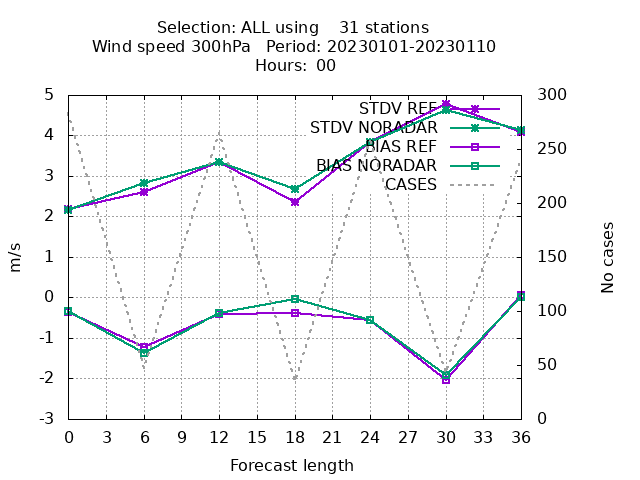 Selection: ALL using    31 stations
Wind speed 300hPa   Period: 20230101-20230110
Hours: 00
5
4
3
2
1
0
-1
-2
-3
m/s
300
250
200
150
100
50
0
No cases
STDV REF
STDV NORADAR
BIAS REF
BIAS NORADAR
CASES
0 3 6 9 12 15 18 21 24 27 30 33 36
Forecast length